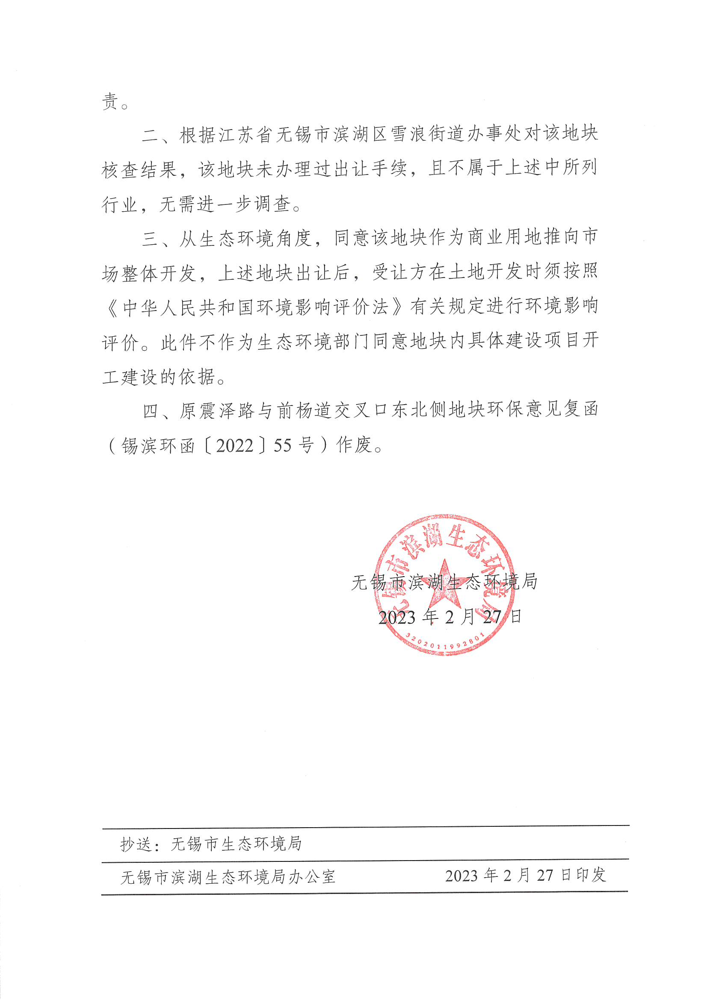 责。
二、根据江苏省无锡市滨湖区雪浪街道办事处对该地块
核查结果，该地块未办理过出让手续，且不属于上述中所列
行业，无需进一步调查。
三、从生态环境角度，同意该地块作为商业用地推向市
场整体开发，上述地块出让后，受让方在土地开发时须按照
《中华人民共和国环境影响评价法》有关规定进行环境影响
评价。此件不作为生态环境部门同意地块内具体建设项目开
工建设的依据。
四、原震泽路与前杨道交叉口东北侧地块环保意见复函
（锡滨环函〔2022〕55号）作废。
无锡市滨湖生态环境局
无锡市滨湖生态环境局
2023年2月27日
3202011992801
抄送：无锡市生态环境局
无锡市滨湖生态环境局办公室 2023年2月27日印发